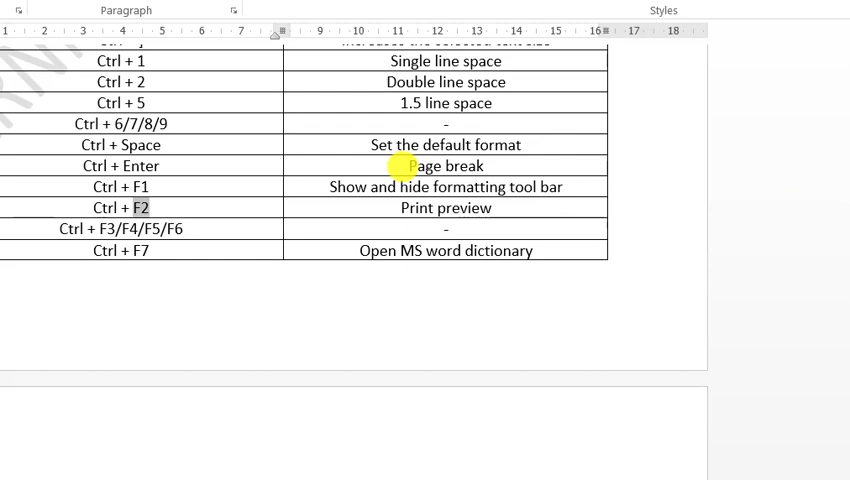 Paragraph Styles
1 2 3 4 5 6 7 9 10 11 12 13 14 15 16 17 18
Ctrl + 1 Single line space
Ctrl + 2 Double line space
Ctrl + 5 1.5 line space
Ctrl + 6/7/8/9 -
Ctrl + Space Set the default format
Ctrl + Enter Page break
Ctrl + F1 Show and hide formatting tool bar
Ctrl + F2 Print preview
Ctrl + F3/F4/F5/F6 -
Ctrl + F7 Open MS word dictionary